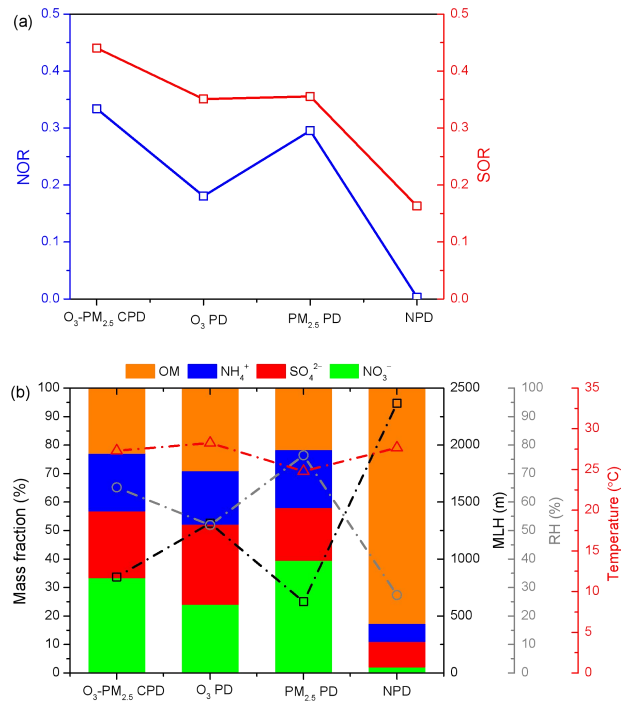 (a)
0.5
0.4
0.3
0.2
0.1
0.0
NOR
0.5
0.4
0.3
0.2
0.1
0.0
SOR
O₃-PM₂.₅ CPD
O₃ PD
PM₂.₅ PD
NPD
OM NH₄⁺ SO₄²⁻ NO₃⁻
(b)
100
90
80
70
60
50
40
30
20
10
0
Mass fraction (%)
2500
2000
1500
1000
500
0
MLH (m)
100
90
80
70
60
50
40
30
20
10
0
RH (%)
35
30
25
20
15
10
5
0
Temperature (°C)
O₃-PM₂.₅ CPD
O₃ PD
PM₂.₅ PD
NPD